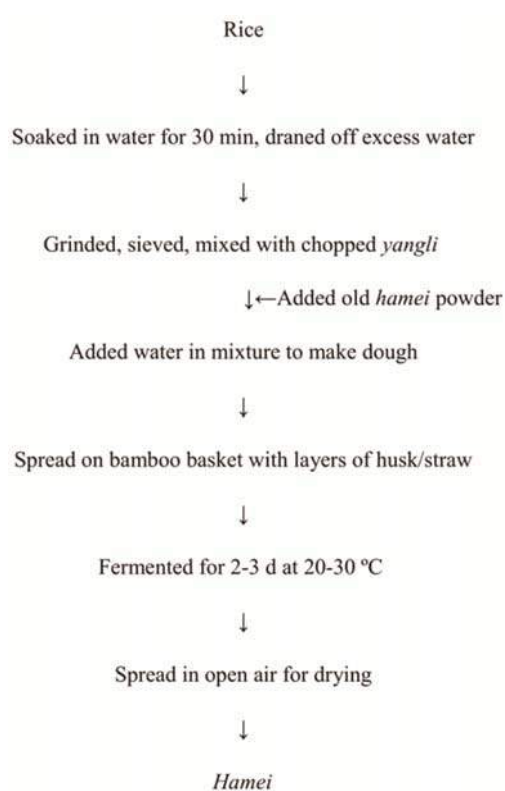 Rice
↓
Soaked in water for 30 min, draned off excess water
↓
Grinded, sieved, mixed with chopped yangli
↓←Added old hamei powder
Added water in mixture to make dough
↓
Spread on bamboo basket with layers of husk/straw
↓
Fermented for 2-3 d at 20-30 ºC
↓
Spread in open air for drying
↓
Hamei